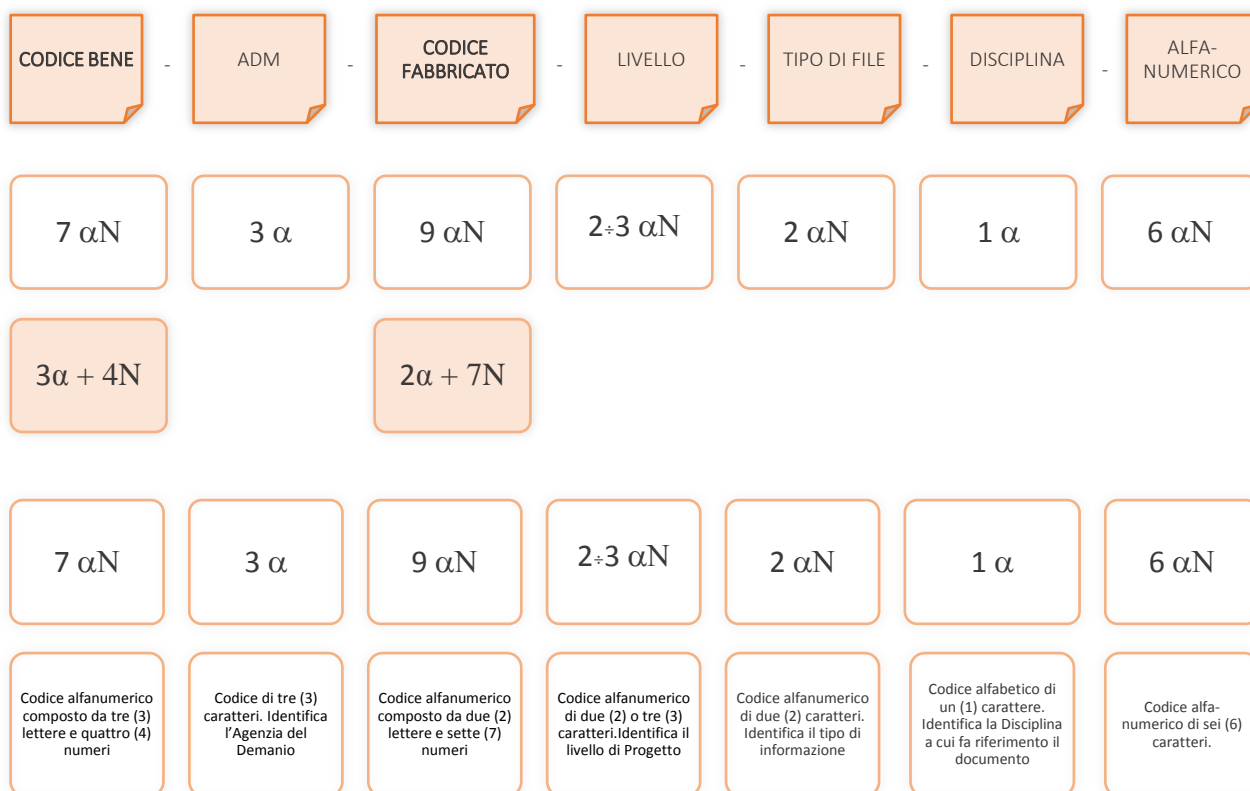 CODICE BENE - ADM - CODICE FABBRICATO - LIVELLO - TIPO DI FILE - DISCIPLINA - ALFA-NUMERICO
7 αN 3 α 9 αN 2÷3 αN 2 αN 1 α 6 αN
3α + 4N 2α + 7N
7 αN 3 α 9 αN 2÷3 αN 2 αN 1 α 6 αN
Codice alfanumerico
composto da tre (3)
lettere e quattro (4)
numeri
Codice di tre (3)
caratteri. Identifica
l'Agenzia del
Demanio
Codice alfanumerico
composto da due (2)
lettere e sette (7)
numeri
Codice alfanumerico
di due (2) o tre (3)
caratteri.Identifica il
livello di Progetto
Codice alfanumerico
di due (2) caratteri.
Identifica il tipo di
informazione
Codice alfabetico di
un (1) carattere.
Identifica la Disciplina
a cui fa riferimento il
documento
Codice alfa-
numerico di sei (6)
caratteri.